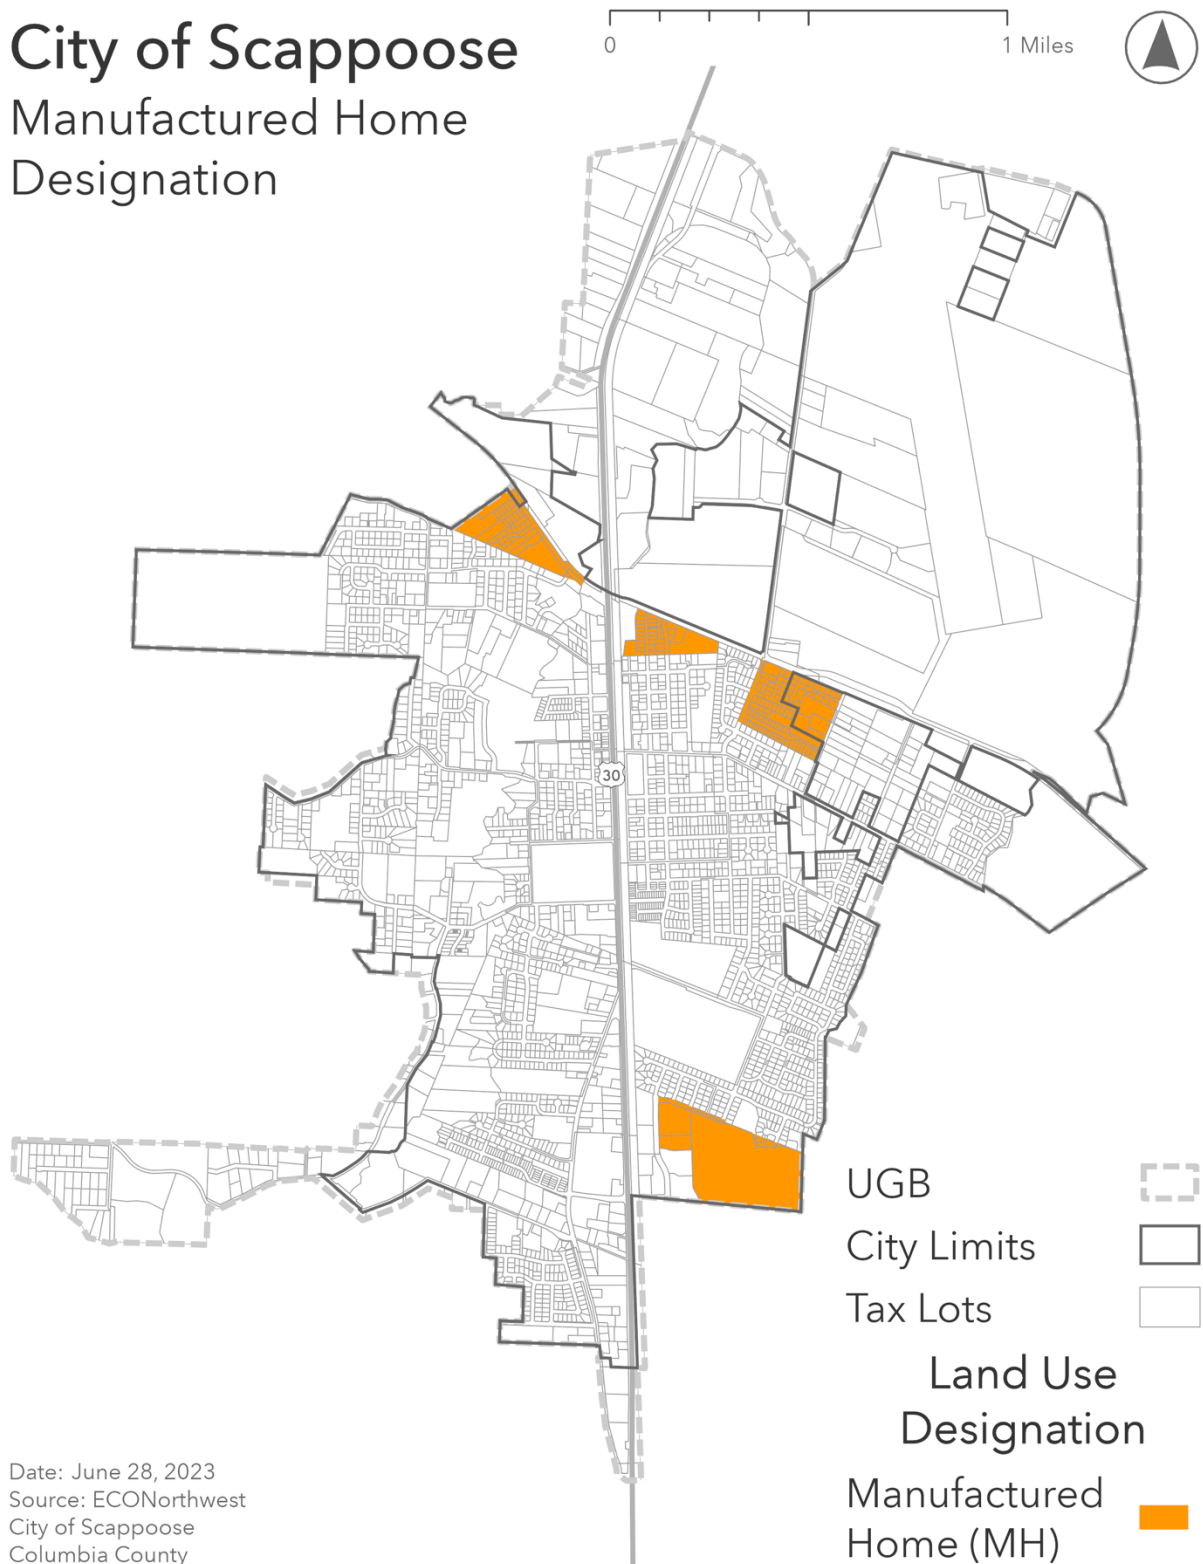 City of Scappoose
Manufactured Home
Designation
0
1 Miles
30
UGB
City Limits
Tax Lots
Land Use
Designation
Manufactured
Home (MH)
Date: June 28, 2023
Source: ECONorthwest
City of Scappoose
Columbia County